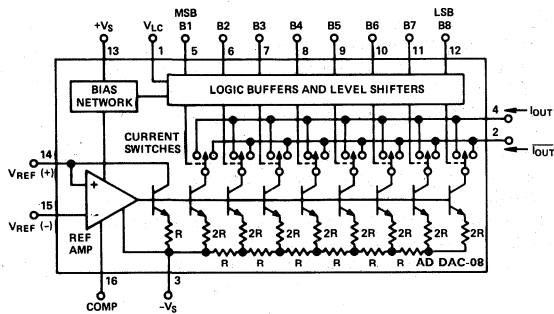 MSB LSB
+VS VLC B1 B2 B3 B4 B5 B6 B7 B8
13 1 5 6 7 8 9 10 11 12
BIAS NETWORK
LOGIC BUFFERS AND LEVEL SHIFTERS
4 IOUT
CURRENT SWITCHES
2 IOUT
14
VREF (+)
+
15
VREF (-)
-
REF AMP
R 2R 2R 2R 2R 2R 2R 2R 2R
R R R R R R
AD DAC-08
16 3
COMP -VS